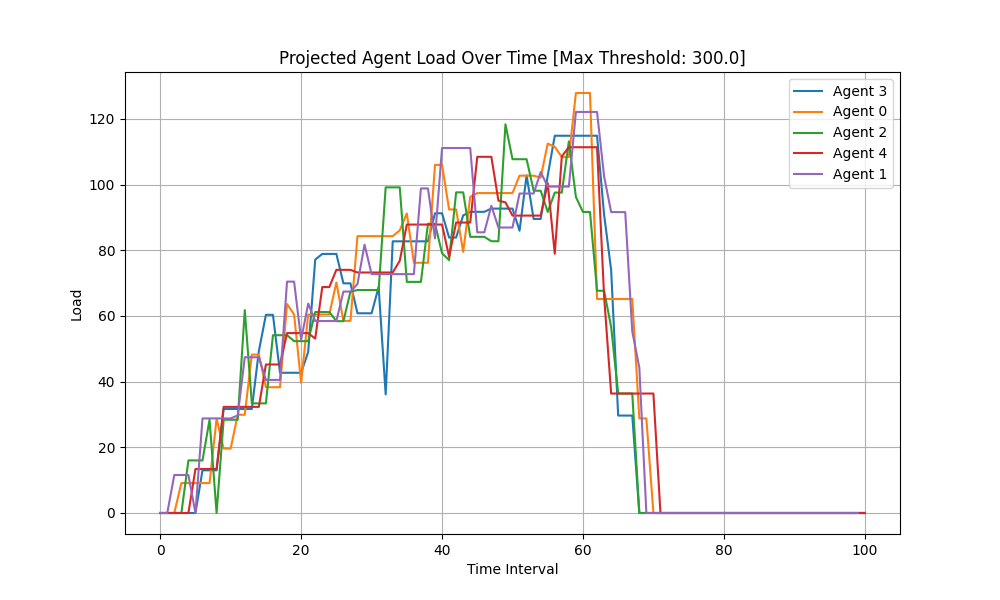 Projected Agent Load Over Time [Max Threshold: 300.0]
Agent 3
Agent 0
Agent 2
Agent 4
Agent 1
Load
120
100
80
60
40
20
0
0 20 40 60 80 100
Time Interval